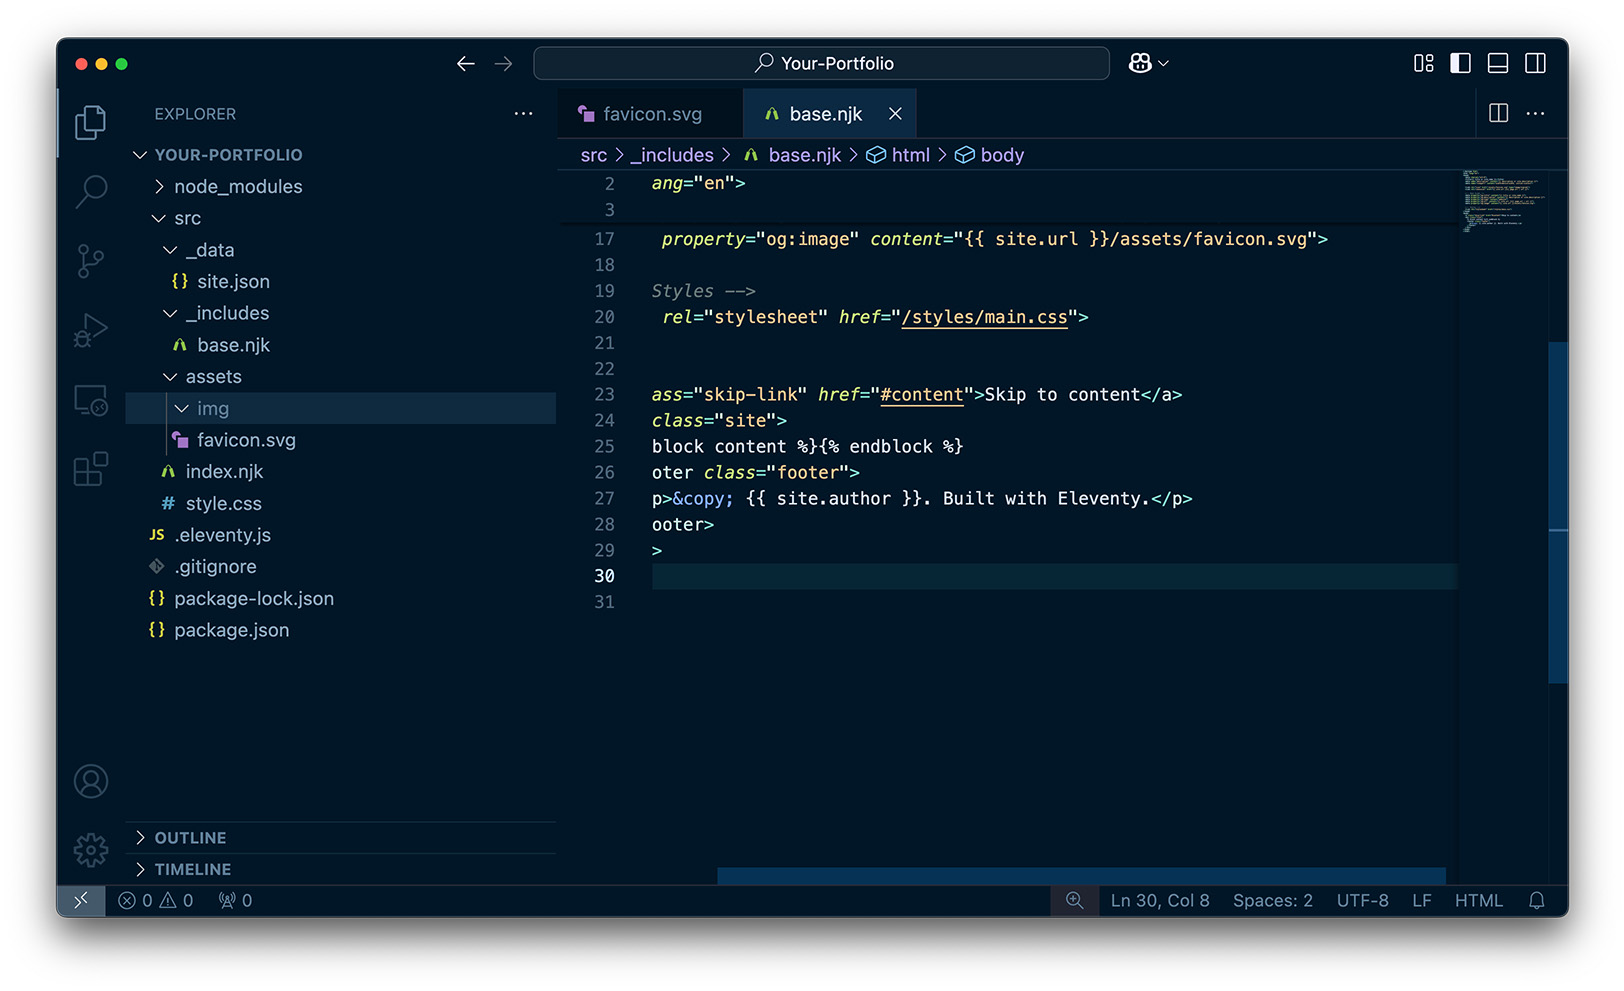 Your-Portfolio
EXPLORER
YOUR-PORTFOLIO
node_modules
src
_data
{} site.json
_includes
base.njk
assets
img
favicon.svg
index.njk
# style.css
JS .eleventy.js
.gitignore
{} package-lock.json
{} package.json
OUTLINE
TIMELINE
favicon.svg
base.njk
src > _includes > base.njk > html > body
2 ang="en">
3
17 property="og:image" content="{{ site.url }}/assets/favicon.svg">
18
19 Styles -->
20 rel="stylesheet" href="/styles/main.css">
21
22
23 ass="skip-link" href="#content">Skip to content</a>
24 class="site">
25 block content %}{% endblock %}
26 oter class="footer">
27 p>&copy; {{ site.author }}. Built with Eleventy.</p>
28 ooter>
29 >
30
31
0 0 0
Ln 30, Col 8 Spaces: 2 UTF-8 LF HTML